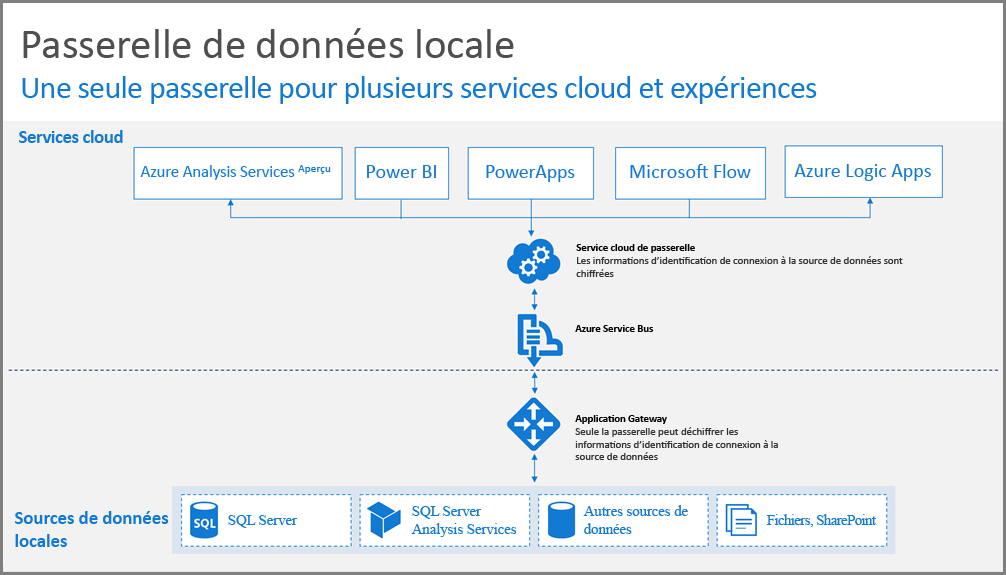 Passerelle de données locale
Une seule passerelle pour plusieurs services cloud et expériences
Services cloud
Azure Analysis Services Aperçu
Power BI
PowerApps
Microsoft Flow
Azure Logic Apps
Service cloud de passerelle
Les informations d’identification de connexion à la source de données sont
chiffrées
Azure Service Bus
Application Gateway
Seule la passerelle peut déchiffrer les
informations d’identification de connexion à la
source de données
Sources de données
locales
SQL
SQL Server
SQL Server
Analysis Services
Autres sources de
données
Fichiers, SharePoint